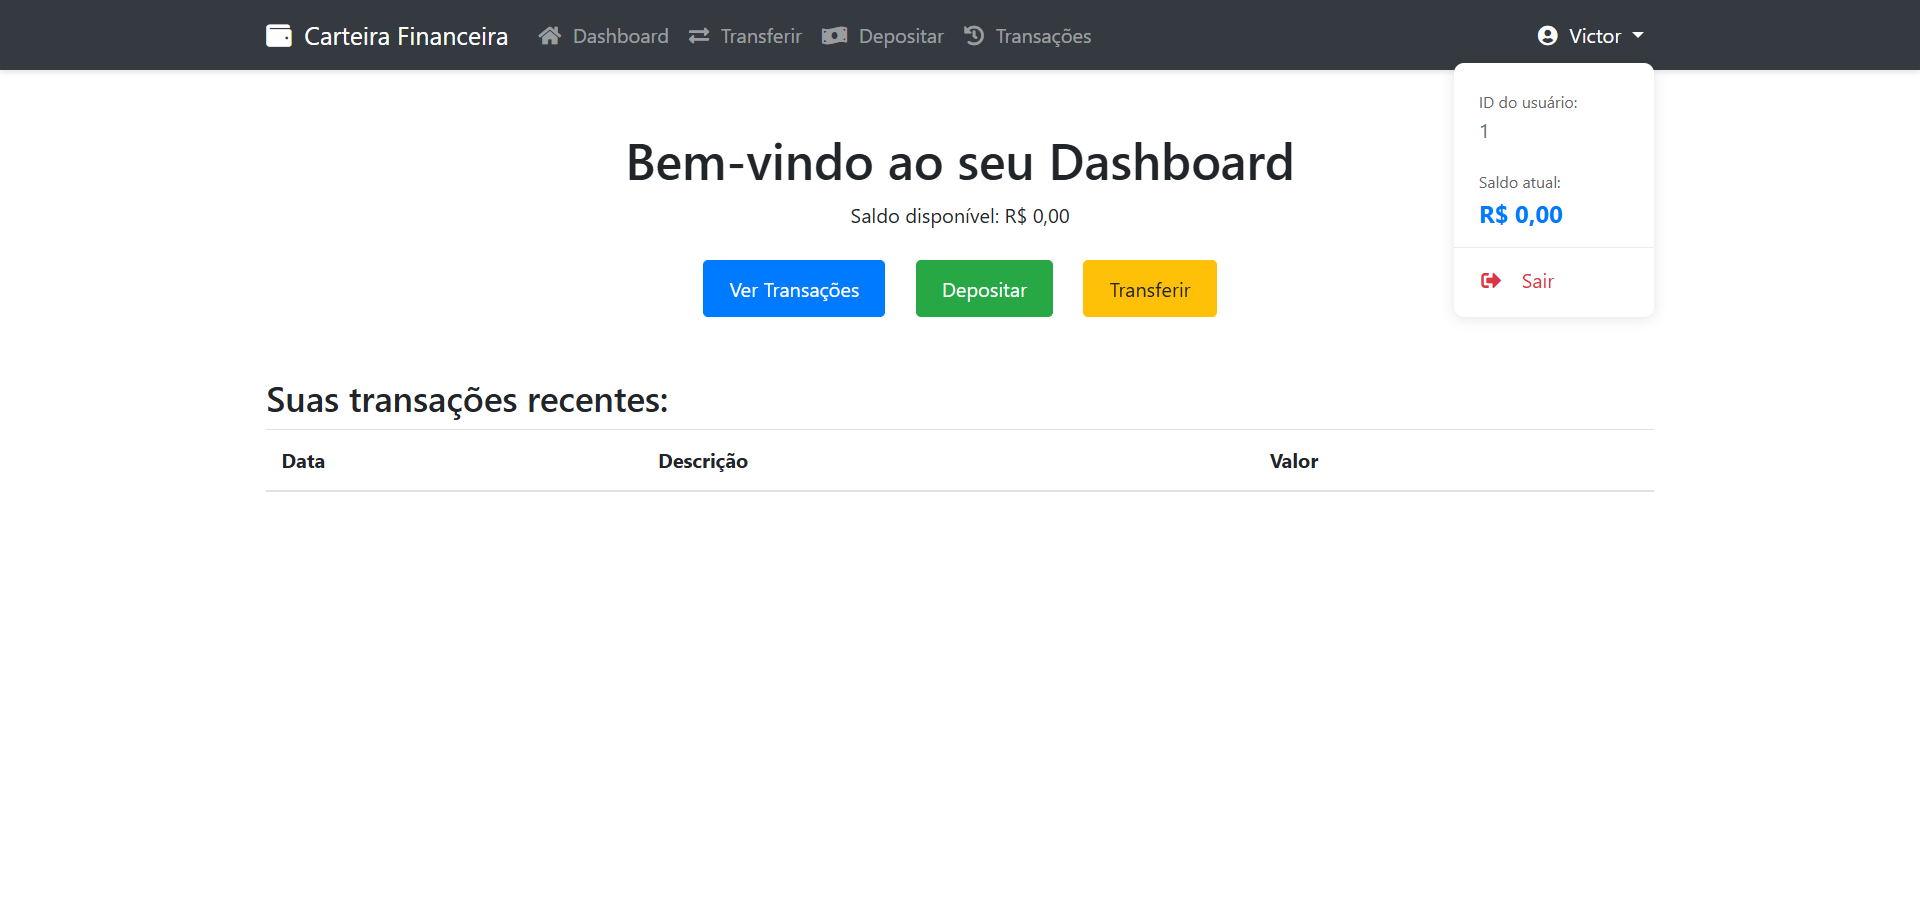 Carteira Financeira Dashboard Transferir Depositar Transações Victor
ID do usuário:
1
Saldo atual:
R$ 0,00
Sair
Bem-vindo ao seu Dashboard
Saldo disponível: R$ 0,00
Ver Transações Depositar Transferir
Suas transações recentes:
Data Descrição Valor